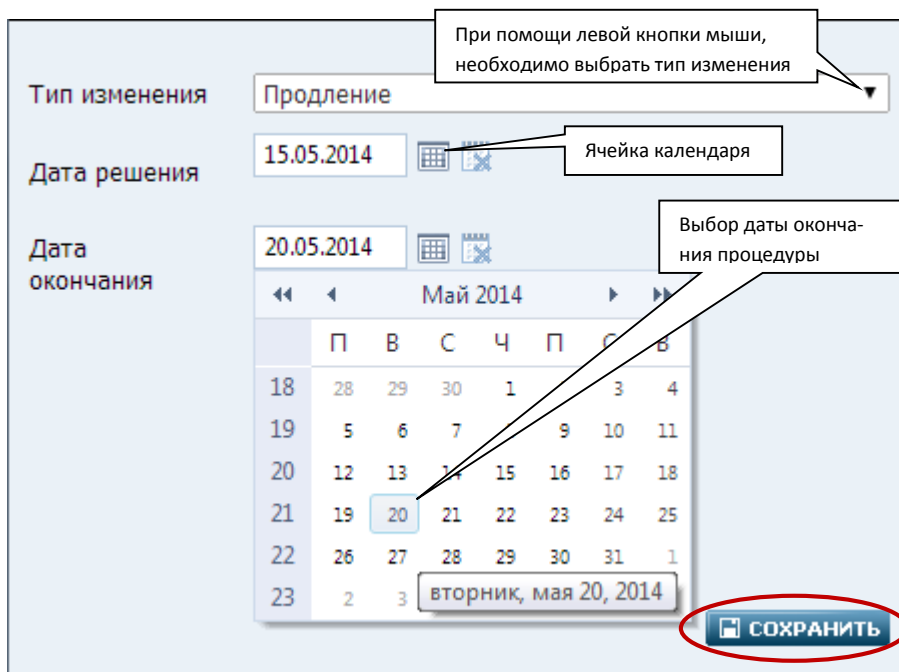 При помощи левой кнопки мыши,
необходимо выбрать тип изменения
Тип изменения
Продление
Дата решения
15.05.2014
Ячейка календаря
Выбор даты оконча-
ния процедуры
Дата
окончания
20.05.2014
Май 2014
П В С Ч П С В
18 28 29 30 1 3 4
19 5 6 7 9 10 11
20 12 13 14 15 16 17 18
21 19 20 21 22 23 24 25
22 26 27 28 29 30 31 1
23 2 3
вторник, мая 20, 2014
СОХРАНИТЬ